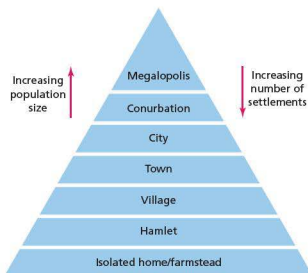 Megalopolis
Increasing
population
size
Increasing
number of
settlements
Conurbation
City
Town
Village
Hamlet
Isolated home/farmstead